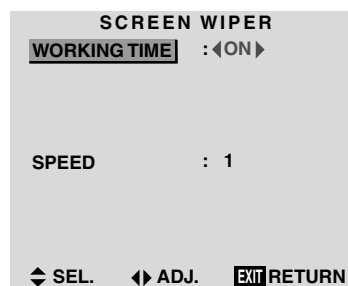 SCREEN WIPER
WORKING TIME : ◀ON▶
SPEED : 1
SEL. ADJ. EXIT RETURN